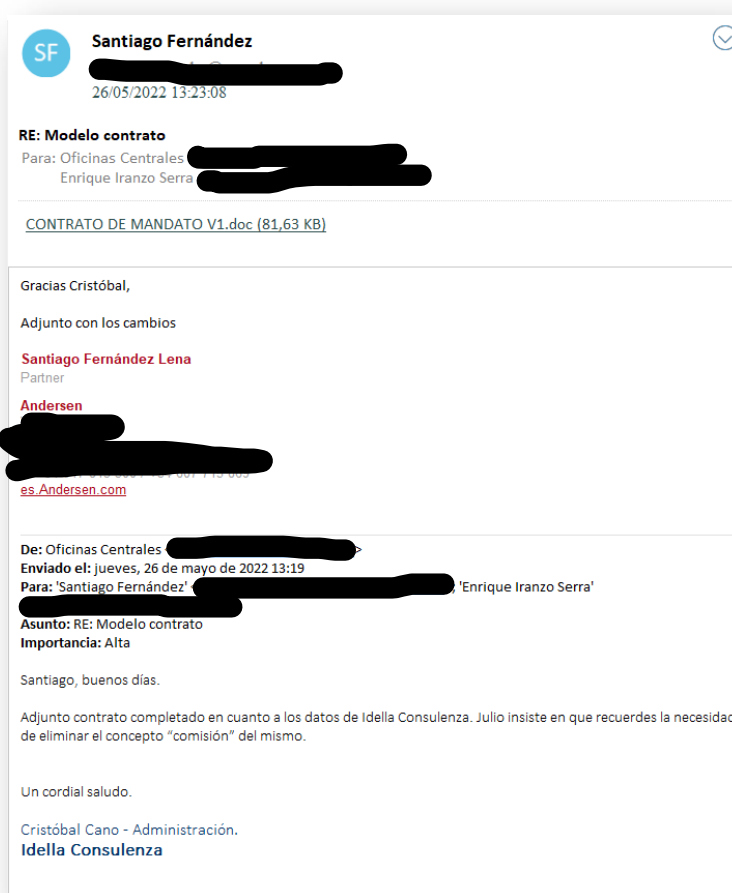 SF
Santiago Fernández
26/05/2022 13:23:08
RE: Modelo contrato
Para: Oficinas Centrales
Enrique Iranzo Serra
CONTRATO DE MANDATO V1.doc (81,63 KB)
Gracias Cristóbal,
Adjunto con los cambios
Santiago Fernández Lena
Partner
Andersen
es.Andersen.com
De: Oficinas Centrales
Enviado el: jueves, 26 de mayo de 2022 13:19
Para: 'Santiago Fernández' 'Enrique Iranzo Serra'
Asunto: RE: Modelo contrato
Importancia: Alta
Santiago, buenos días.
Adjunto contrato completado en cuanto a los datos de Idella Consulenza. Julio insiste en que recuerdes la necesidad
de eliminar el concepto “comisión” del mismo.
Un cordial saludo.
Cristóbal Cano - Administración.
Idella Consulenza